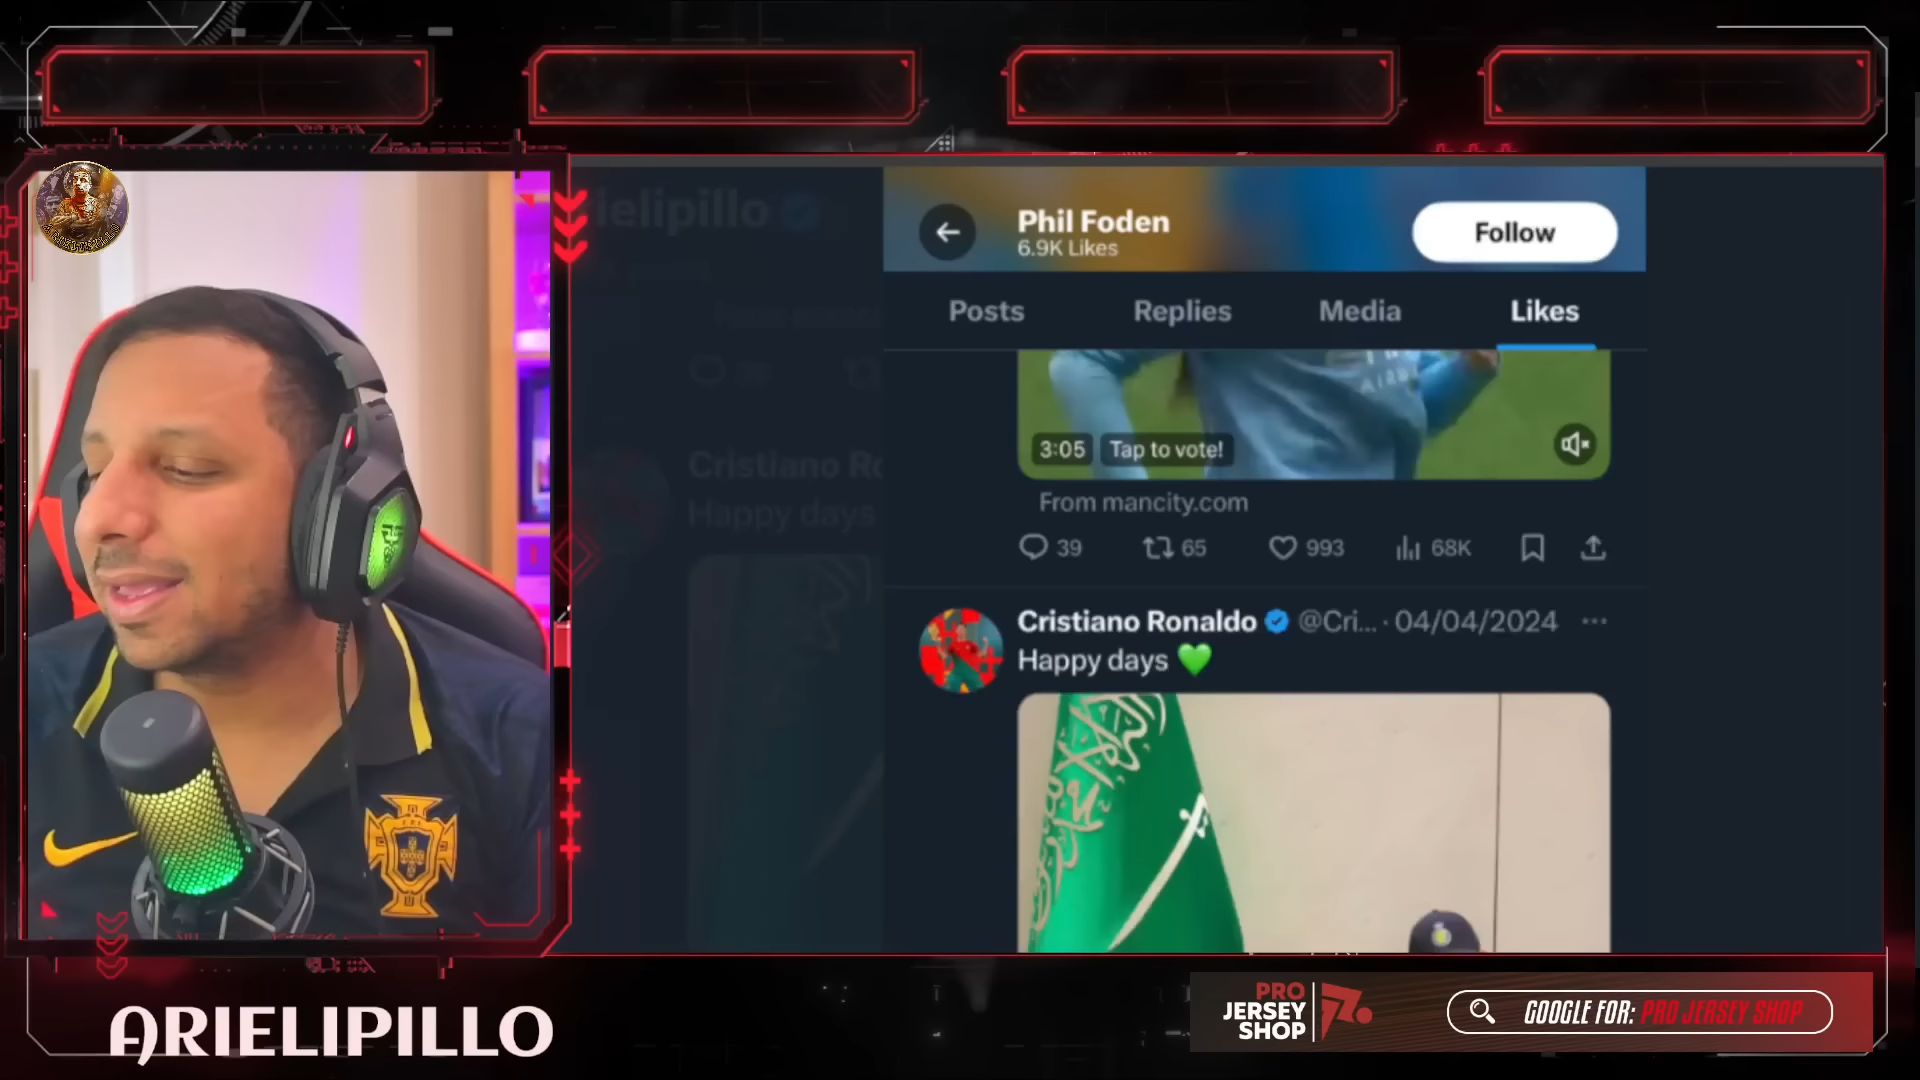 rielipillo
Phil Foden
6.9K Likes
Follow
Posts
Replies
Media
Likes
3:05
Tap to vote!
From mancity.com
39
65
993
68K
Cristiano Ronaldo @Cri... · 04/04/2024
Happy days 💚
Cristiano Ro
Happy days
ARIELIPILLO
PRO
JERSEY
SHOP
GOOGLE FOR: PRO JERSEY SHOP